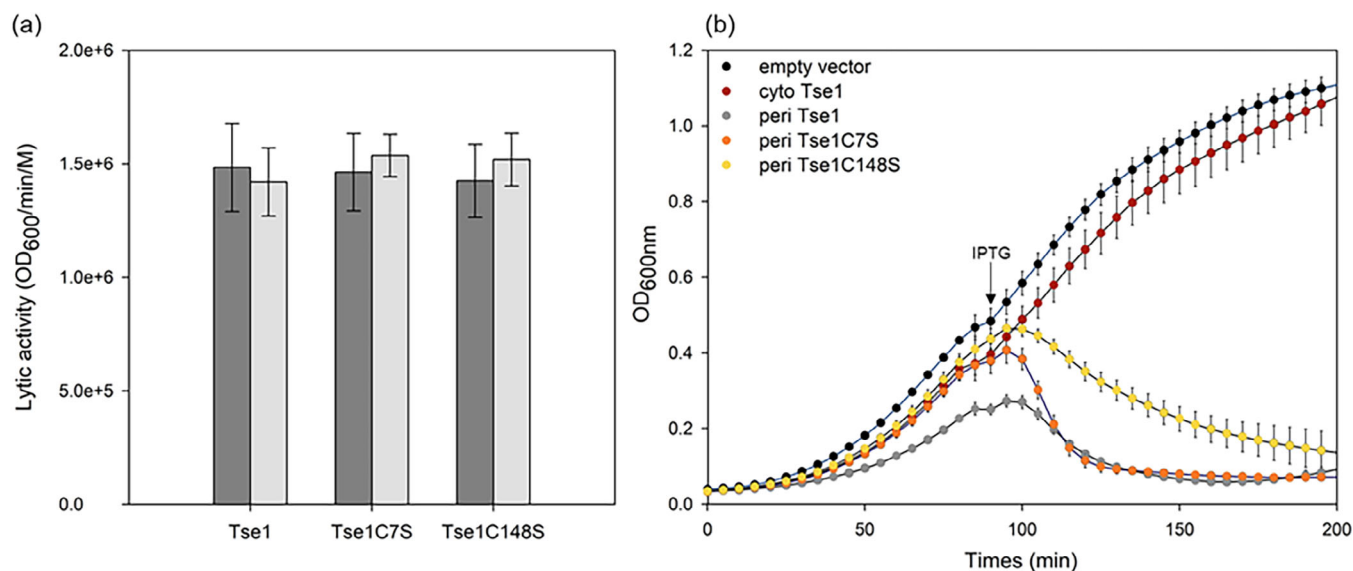 (a)
2.0e+6
1.5e+6
1.0e+6
5.0e+5
0.0
Lytic activity (OD600/min/M)
Tse1
Tse1C7S
Tse1C148S
(b)
1.2
1.0
0.8
0.6
0.4
0.2
0.0
OD600nm
empty vector
cyto Tse1
peri Tse1
peri Tse1C7S
peri Tse1C148S
IPTG
0
50
100
150
200
Times (min)